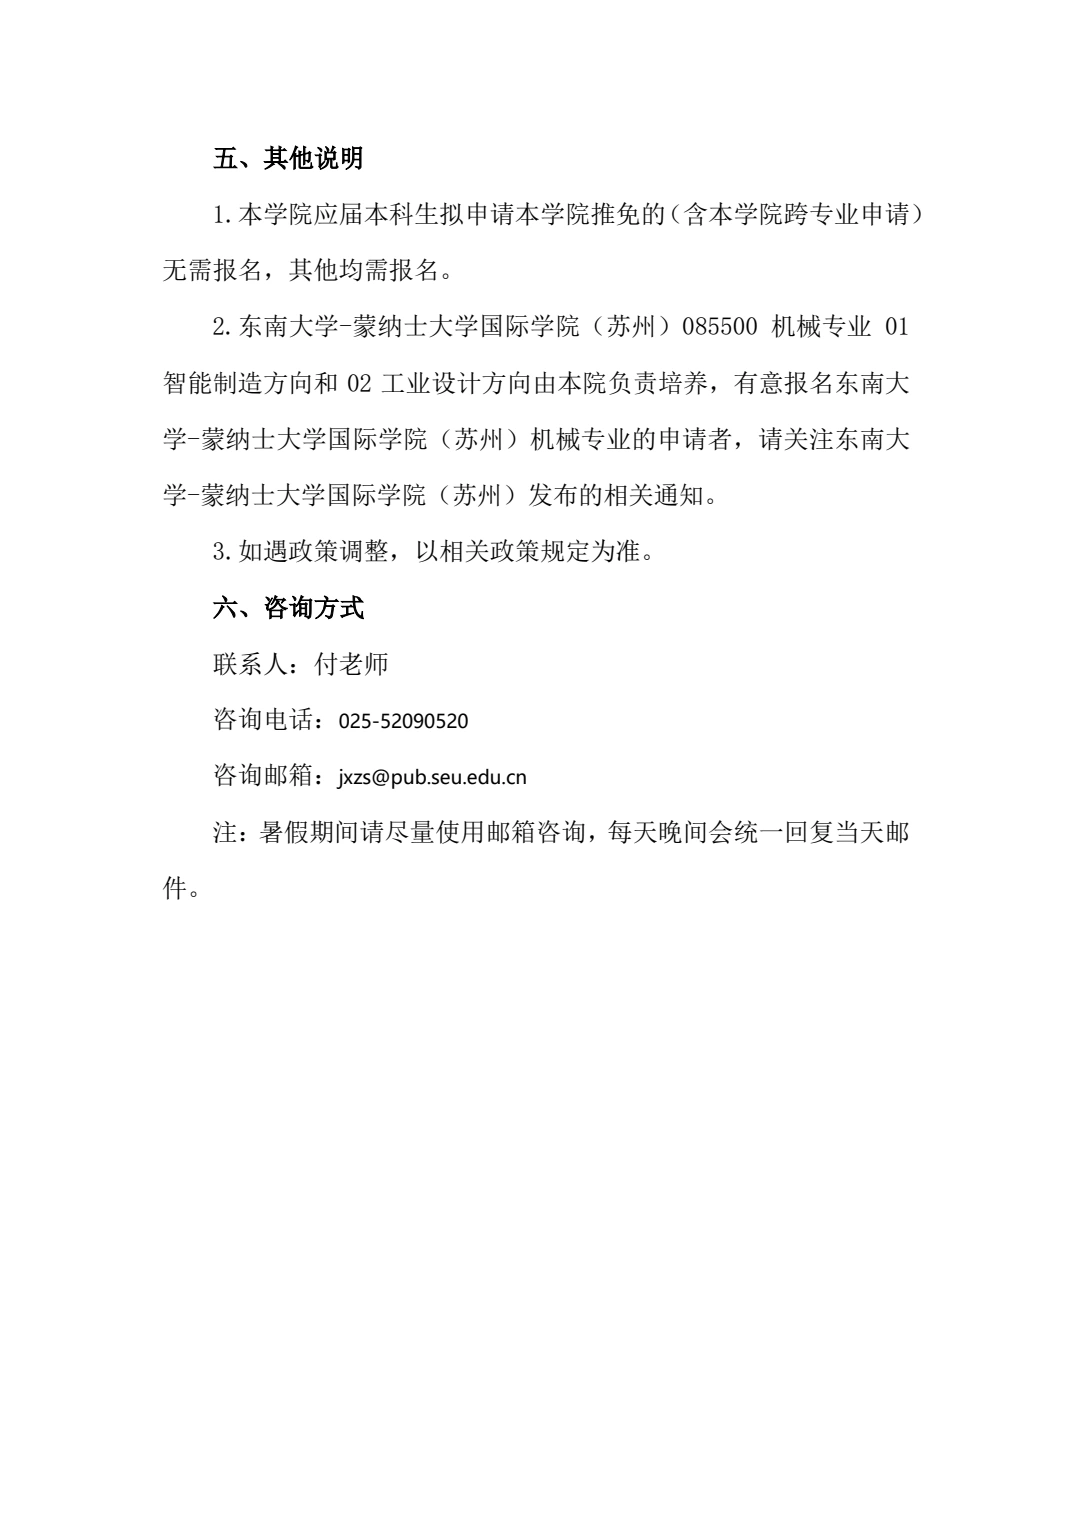 五、其他说明
1.本学院应届本科生拟申请本学院推免的（含本学院跨专业申请）
无需报名，其他均需报名。
2.东南大学-蒙纳士大学国际学院（苏州）085500 机械专业 01
智能制造方向和 02 工业设计方向由本院负责培养，有意报名东南大
学-蒙纳士大学国际学院（苏州）机械专业的申请者，请关注东南大
学-蒙纳士大学国际学院（苏州）发布的相关通知。
3.如遇政策调整，以相关政策规定为准。
六、咨询方式
联系人：付老师
咨询电话：025-52090520
咨询邮箱：jxzs@pub.seu.edu.cn
注：暑假期间请尽量使用邮箱咨询，每天晚间会统一回复当天邮
件。